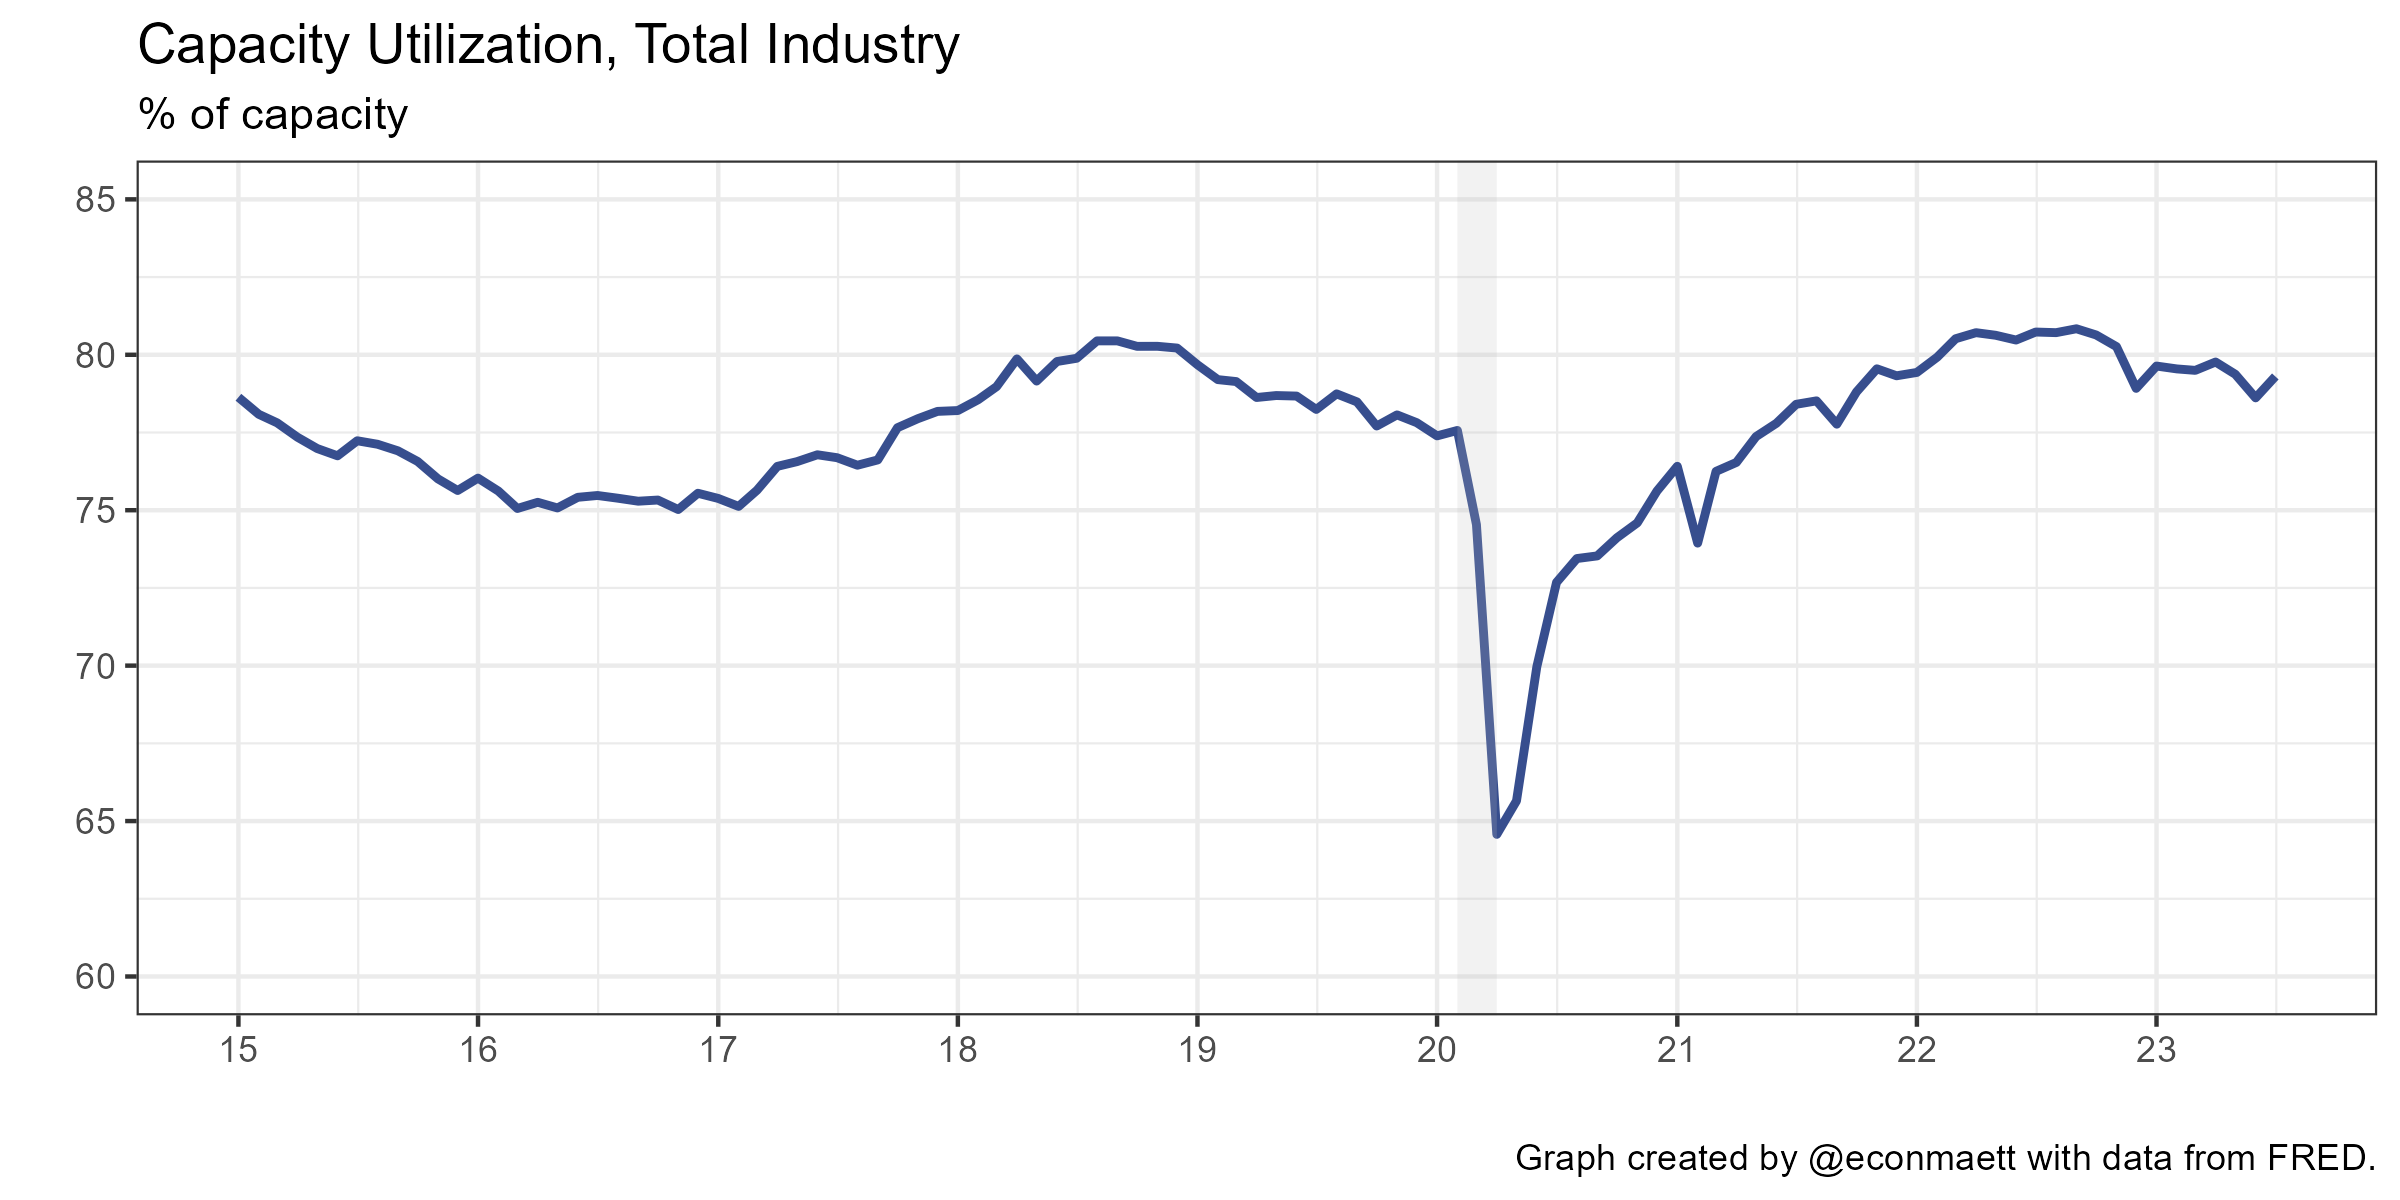 Capacity Utilization, Total Industry
% of capacity
85
80
75
70
65
60
15 16 17 18 19 20 21 22 23
Graph created by @econmaett with data from FRED.